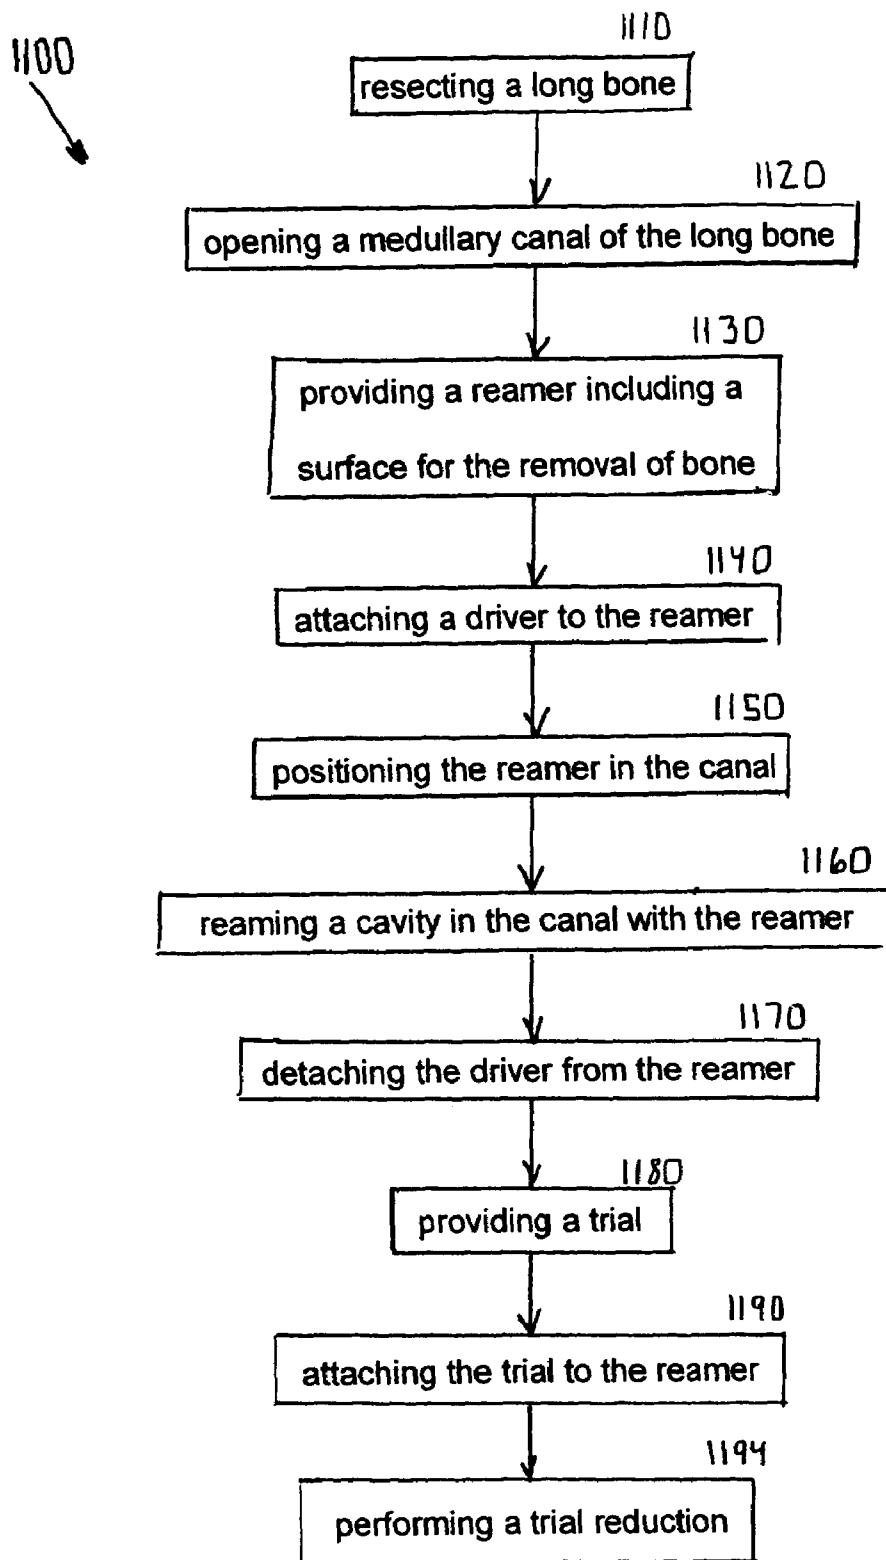 1100
1110
resecting a long bone
1120
opening a medullary canal of the long bone
1130
providing a reamer including a
surface for the removal of bone
1140
attaching a driver to the reamer
1150
positioning the reamer in the canal
1160
reaming a cavity in the canal with the reamer
1170
detaching the driver from the reamer
1180
providing a trial
1190
attaching the trial to the reamer
1194
performing a trial reduction